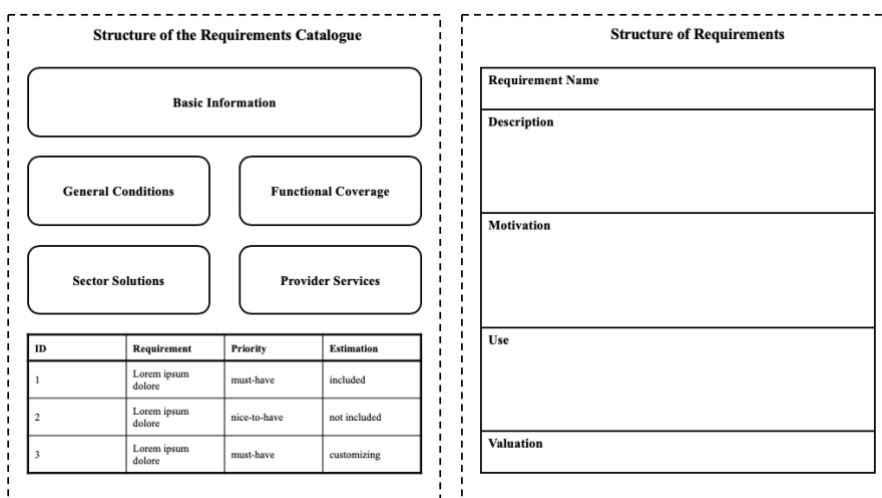 Structure of the Requirements Catalogue
Basic Information
General Conditions
Functional Coverage
Sector Solutions
Provider Services
ID Requirement Priority Estimation
1 Lorem ipsum dolore must-have included
2 Lorem ipsum dolore nice-to-have not included
3 Lorem ipsum dolore must-have customizing
Structure of Requirements
Requirement Name
Description
Motivation
Use
Valuation